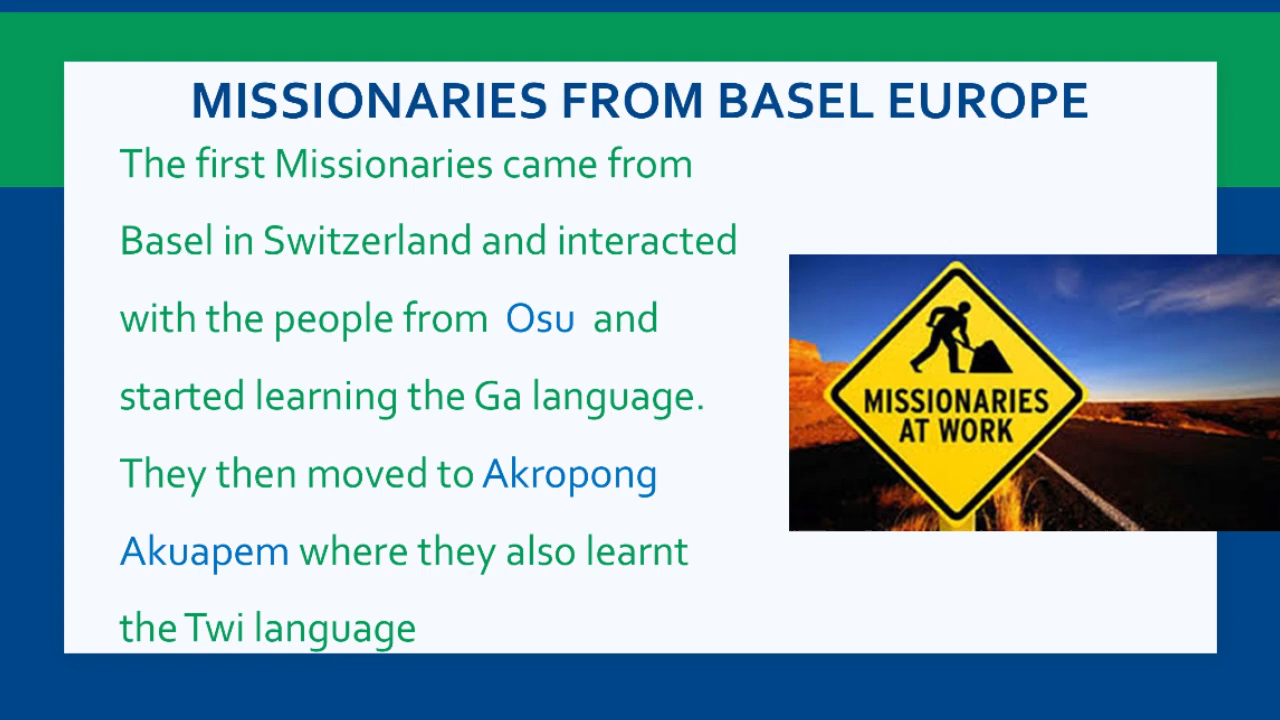 MISSIONARIES FROM BASEL EUROPE
The first Missionaries came from
Basel in Switzerland and interacted
with the people from Osu and
started learning the Ga language.
They then moved to Akropong
Akuapem where they also learnt
the Twi language
MISSIONARIES
AT WORK